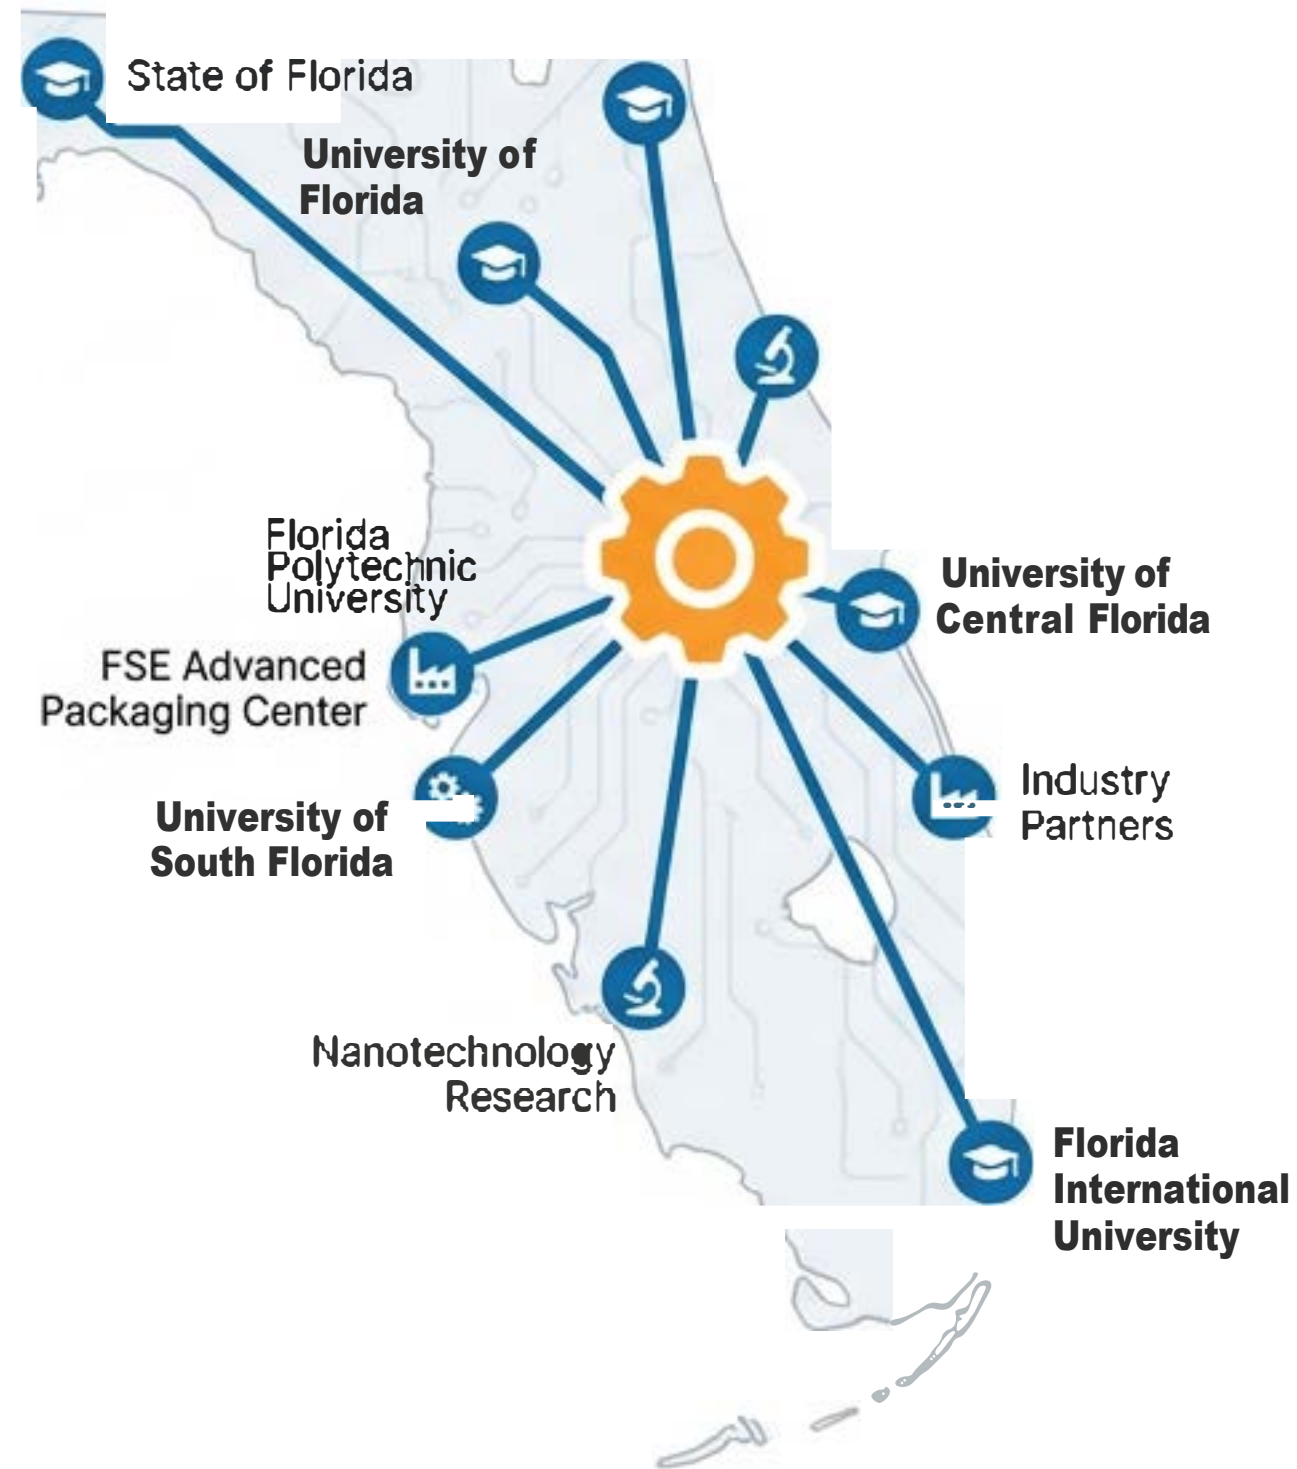 State of Florida
University of
Florida
Florida
Polytechnic
University
University of
Central Florida
FSE Advanced
Packaging Center
Industry
Partners
University of
South Florida
Nanotechnology
Research
Florida
International
University